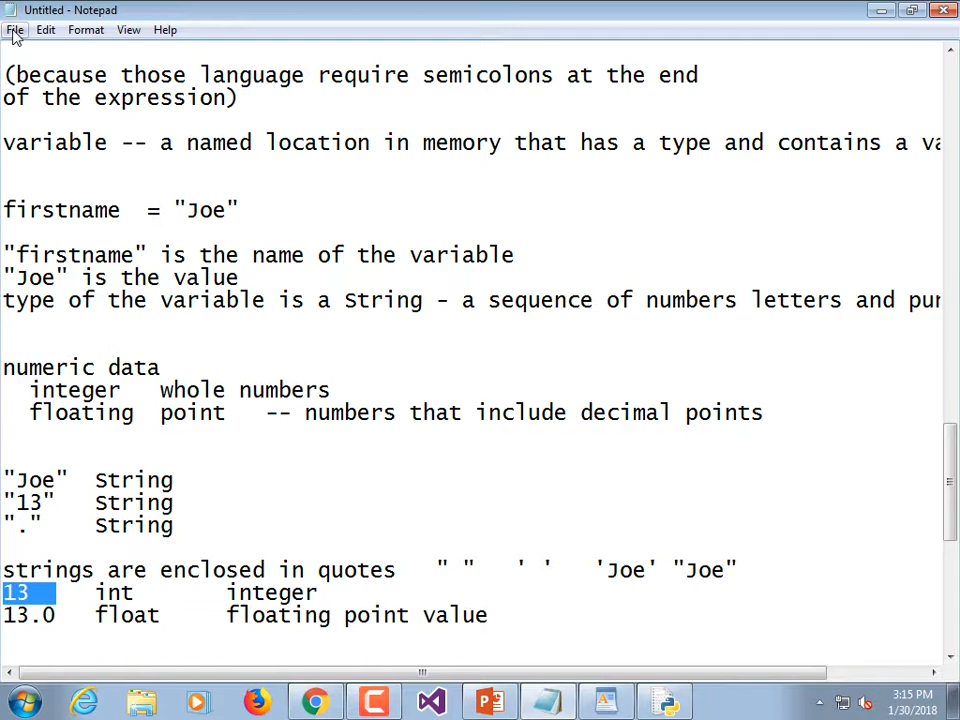 Untitled - Notepad
File Edit Format View Help
(because those language require semicolons at the end
of the expression)
variable -- a named location in memory that has a type and contains a va
firstname  = "Joe"
"firstname" is the name of the variable
"Joe" is the value
type of the variable is a String - a sequence of numbers letters and pun
numeric data
  integer   whole numbers
  floating  point   -- numbers that include decimal points
"Joe"  String
"13"   String
"."    String
strings are enclosed in quotes   " "   ' '   'Joe' "Joe"
13     int       integer
13.0   float     floating point value
3:15 PM
1/30/2018